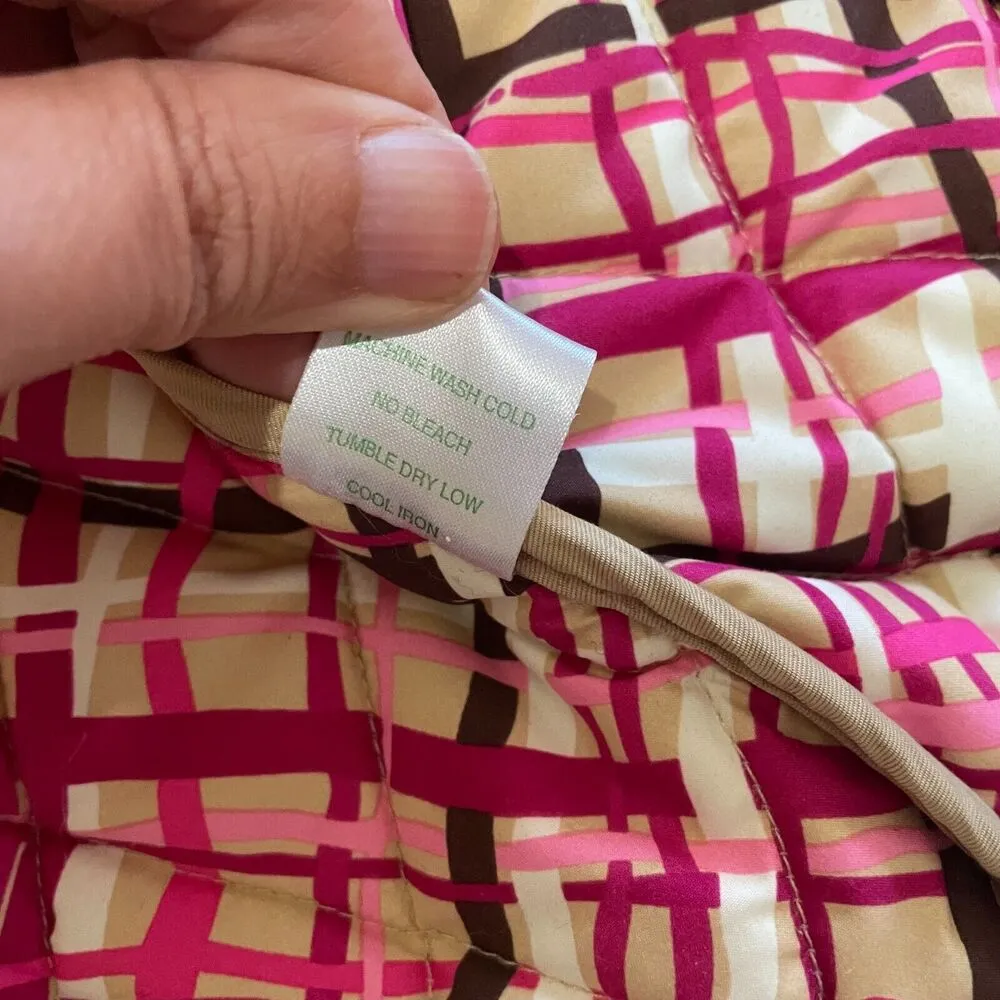 MACHINE WASH COLD
NO BLEACH
TUMBLE DRY LOW
COOL IRON